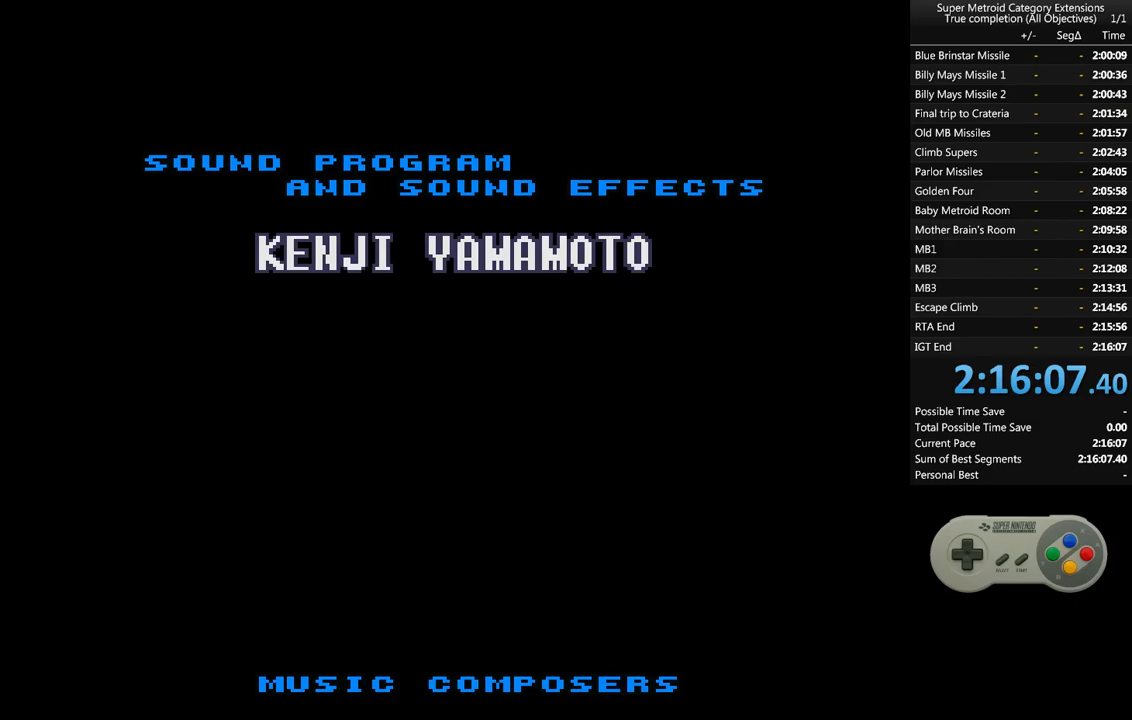 SOUND PROGRAM
AND SOUND EFFECTS
KENJI YAMAMOTO
MUSIC COMPOSERS
Super Metroid Category Extensions
True completion (All Objectives) 1/1
+/- SegΔ Time
Blue Brinstar Missile - - 2:00:09
Billy Mays Missile 1 - - 2:00:36
Billy Mays Missile 2 - - 2:00:43
Final trip to Crateria - - 2:01:34
Old MB Missiles - - 2:01:57
Climb Supers - - 2:02:43
Parlor Missiles - - 2:04:05
Golden Four - - 2:05:58
Baby Metroid Room - - 2:08:22
Mother Brain's Room - - 2:09:58
MB1 - - 2:10:32
MB2 - - 2:12:08
MB3 - - 2:13:31
Escape Climb - - 2:14:56
RTA End - - 2:15:56
IGT End - - 2:16:07
2:16:07.40
Possible Time Save -
Total Possible Time Save 0.00
Current Pace 2:16:07
Sum of Best Segments 2:16:07.40
Personal Best -
SUPER NINTENDO
SELECT START